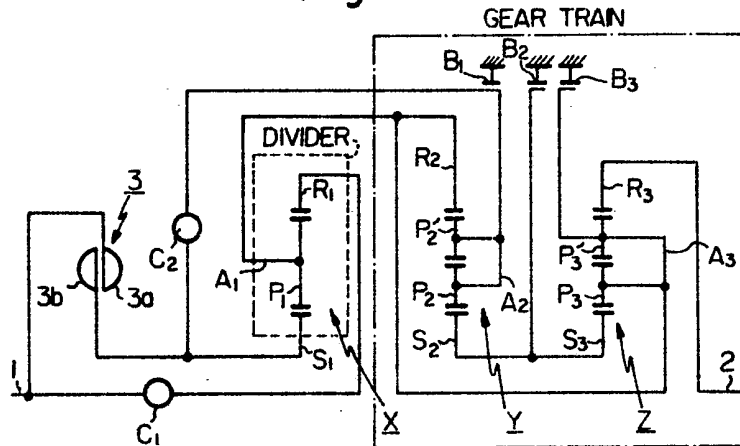 GEAR TRAIN
B1
B2
B3
DIVIDER
R1
R2
R3
3
P2'
P3'
C2
A1
A2
A3
3b
3a
P1
P2
P3
S1
S2
S3
1
2
C1
X
Y
Z